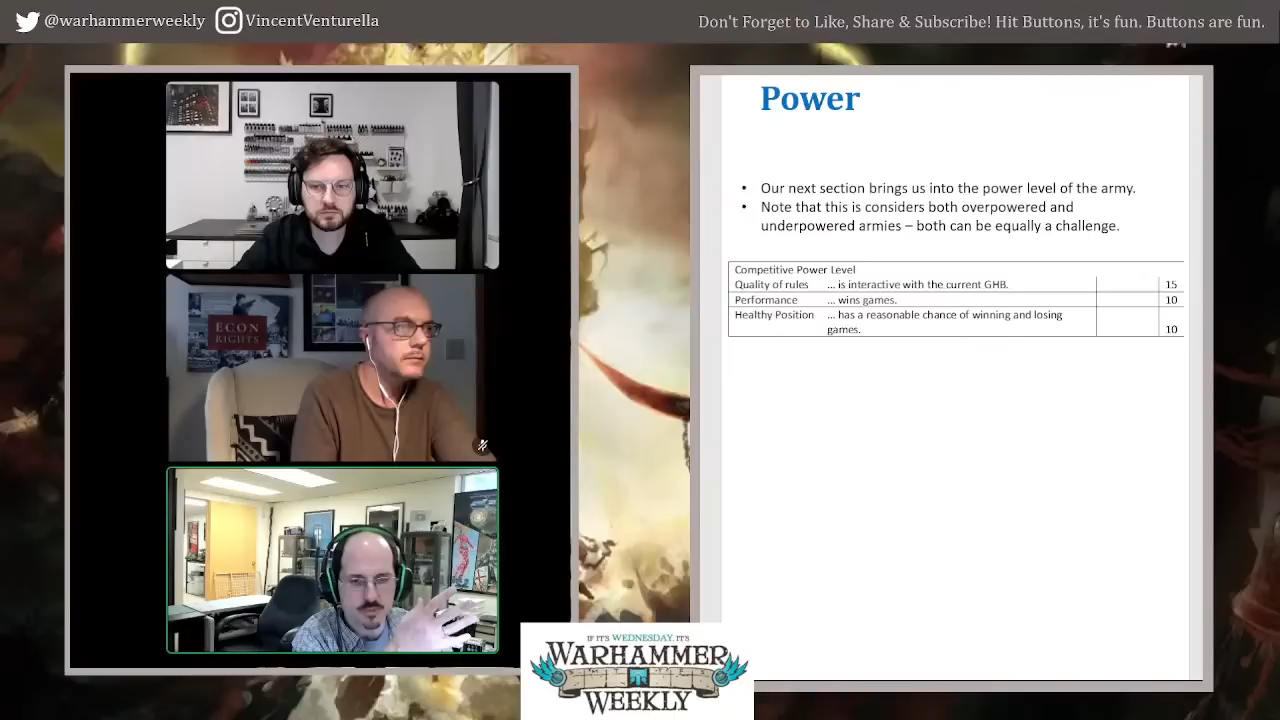 @warhammerweekly VincentVenturella
Don't Forget to Like, Share & Subscribe! Hit Buttons, it's fun. Buttons are fun.
ECON
RIGHTS
Power
• Our next section brings us into the power level of the army.
• Note that this is considers both overpowered and
underpowered armies – both can be equally a challenge.
Competitive Power Level
Quality of rules ... is interactive with the current GHB. 15
Performance ... wins games. 10
Healthy Position ... has a reasonable chance of winning and losing
games. 10
IF IT'S WEDNESDAY, IT'S
WARHAMMER
WEEKLY